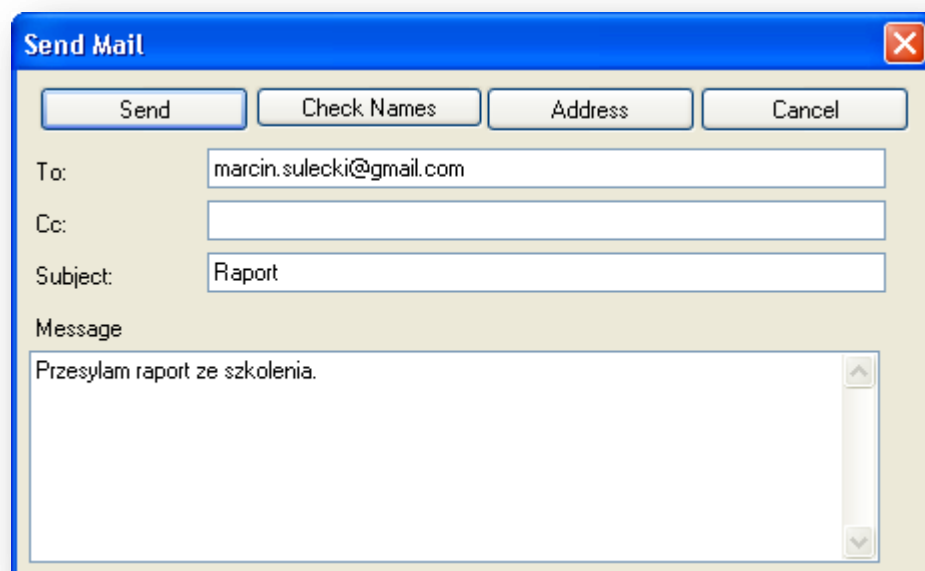 Send Mail
Send Check Names Address Cancel
To: marcin.sulecki@gmail.com
Cc:
Subject: Raport
Message
Przesylam raport ze szkolenia.